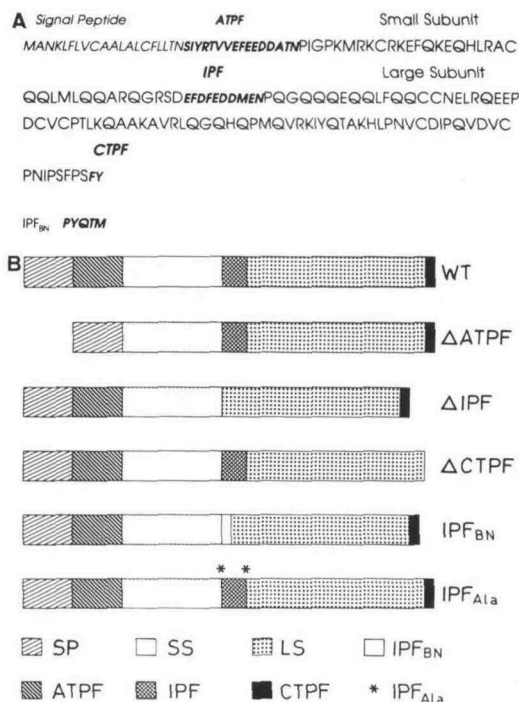 A Signal Peptide ATPF Small Subunit
MANKLFLVCAALALCFLLTNSIYRTVVEFEEDDATNPIGPKMRKCRKEFQKEQHLRAC
IPF Large Subunit
QQLMLQQARQGRSDEFDFEDDMENPQGQQQEQQLFQQCCNELRQEEP
DCVCPTLKQAAKAVRLQGQHQPMQVRKIYQTAKHLPNVCDIPQVDVC
CTPF
PNIPSFPSFY
IPFBN PYQTM
B WT
ΔATPF
ΔIPF
ΔCTPF
IPFBN
* * IPFAla
SP SS LS IPFBN
ATPF IPF CTPF * IPFAla